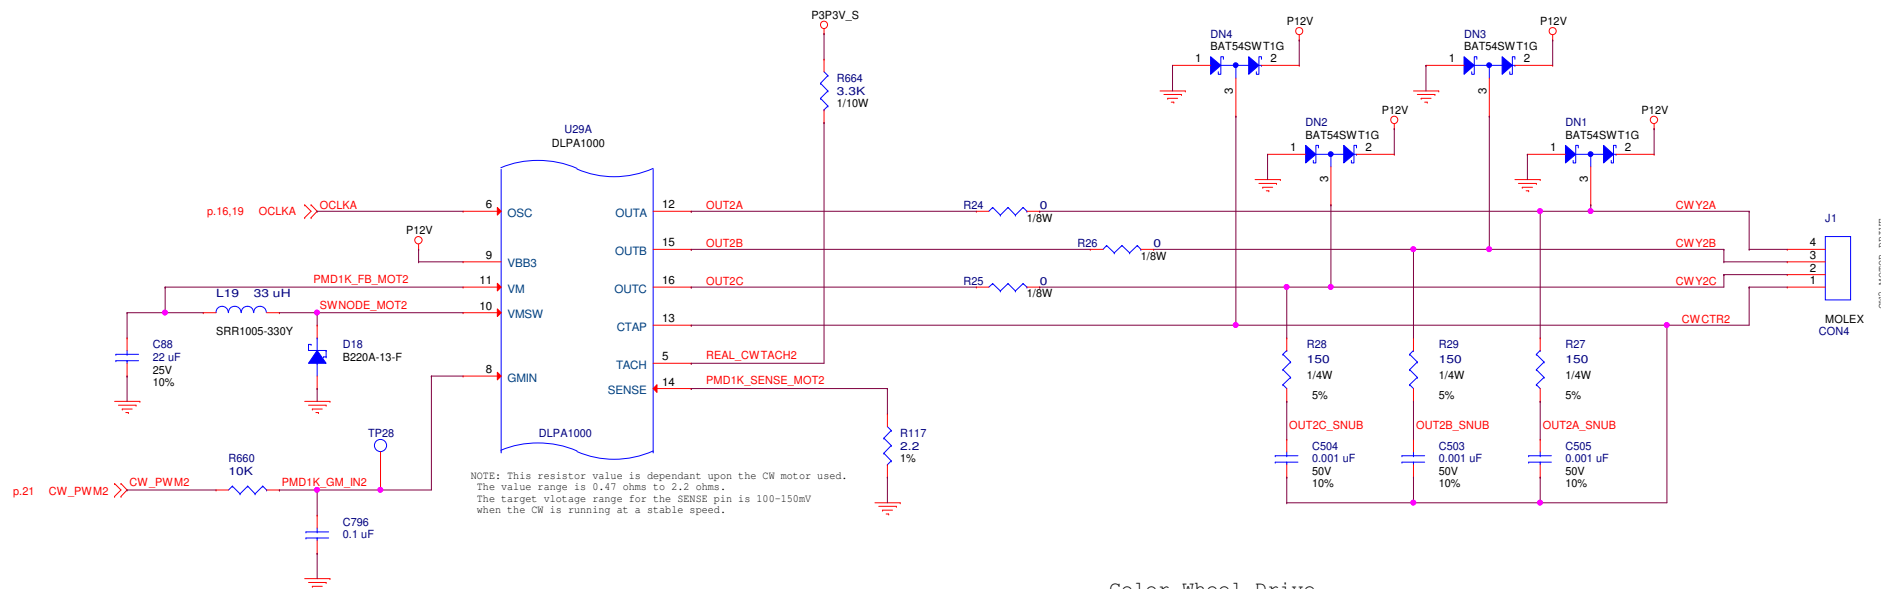 P3P3V_S
R664
3.3K
1/10W
DN4
BAT54SWT1G
P12V
1
2
3
DN3
BAT54SWT1G
P12V
1
2
3
DN2
BAT54SWT1G
P12V
1
2
3
DN1
BAT54SWT1G
P12V
1
2
3
U29A
DLPA1000
p.16,19 OCLKA
OCLKA
6
OSC
P12V
9
VBB3
PMD1K_FB_MOT2
11
VM
L19 33 uH
SRR1005-330Y
SWNODE_MOT2
10
VMSW
C88
22 uF
25V
10%
D18
B220A-13-F
8
GMIN
OUTA
12
OUT2A
OUTB
15
OUT2B
OUTC
16
OUT2C
CTAP
13
TACH
5
REAL_CWTACH2
SENSE
14
PMD1K_SENSE_MOT2
DLPA1000
R24
0
1/8W
R26
0
1/8W
R25
0
1/8W
CWY2A
CWY2B
CWY2C
CWCTR2
J1
4
3
2
1
MOLEX
CON4
R28
150
1/4W
5%
R29
150
1/4W
5%
R27
150
1/4W
5%
OUT2C_SNUB
OUT2B_SNUB
OUT2A_SNUB
C504
0.001 uF
50V
10%
C503
0.001 uF
50V
10%
C505
0.001 uF
50V
10%
R117
2.2
1%
TP28
R660
10K
p.21 CW_PWM2
CW_PWM2
PMD1K_GM_IN2
C796
0.1 uF
NOTE: This resistor value is dependant upon the CW motor used.
The value range is 0.47 ohms to 2.2 ohms.
The target vlotage range for the SENSE pin is 100-150mV
when the CW is running at a stable speed.
Color Wheel Drive